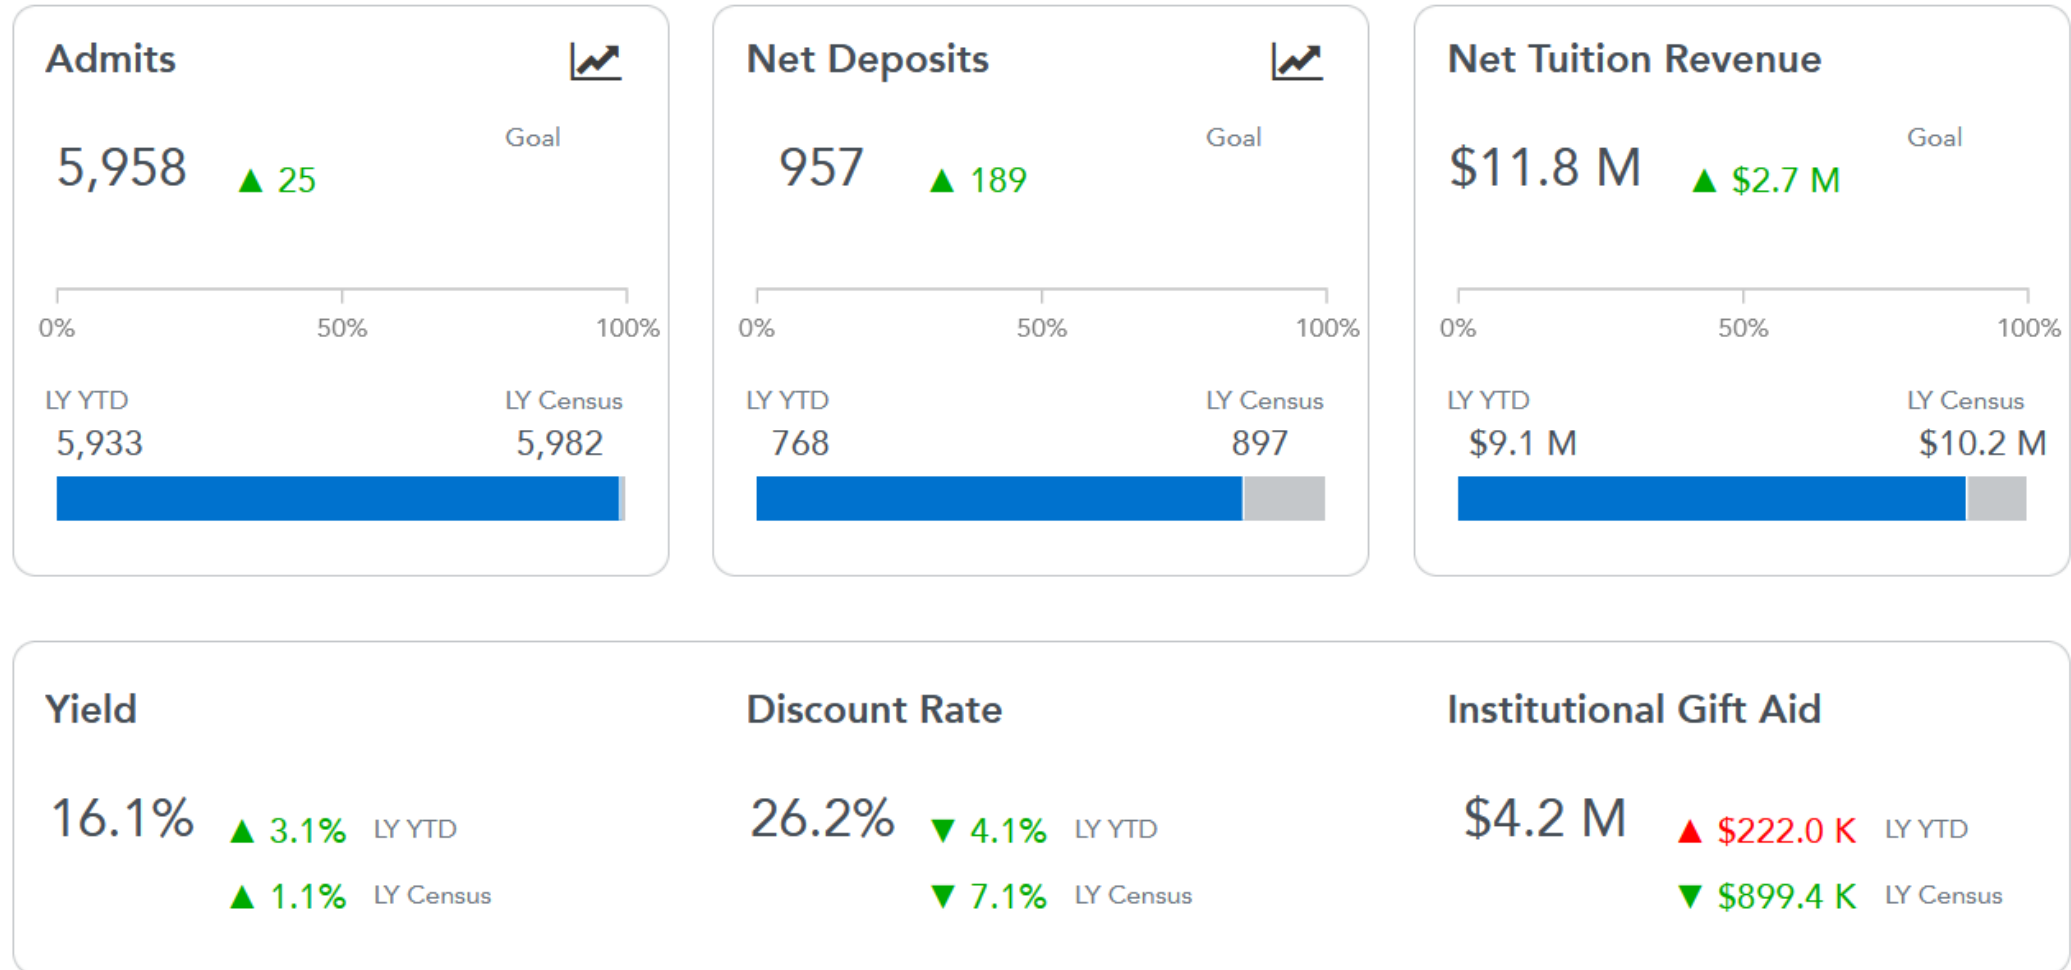 Admits
Goal
5,958 ▲ 25
0% 50% 100%
LY YTD LY Census
5,933 5,982
Net Deposits
Goal
957 ▲ 189
0% 50% 100%
LY YTD LY Census
768 897
Net Tuition Revenue
Goal
$11.8 M ▲ $2.7 M
0% 50% 100%
LY YTD LY Census
$9.1 M $10.2 M
Yield
16.1% ▲ 3.1% LY YTD
▲ 1.1% LY Census
Discount Rate
26.2% ▼ 4.1% LY YTD
▼ 7.1% LY Census
Institutional Gift Aid
$4.2 M ▲ $222.0 K LY YTD
▼ $899.4 K LY Census